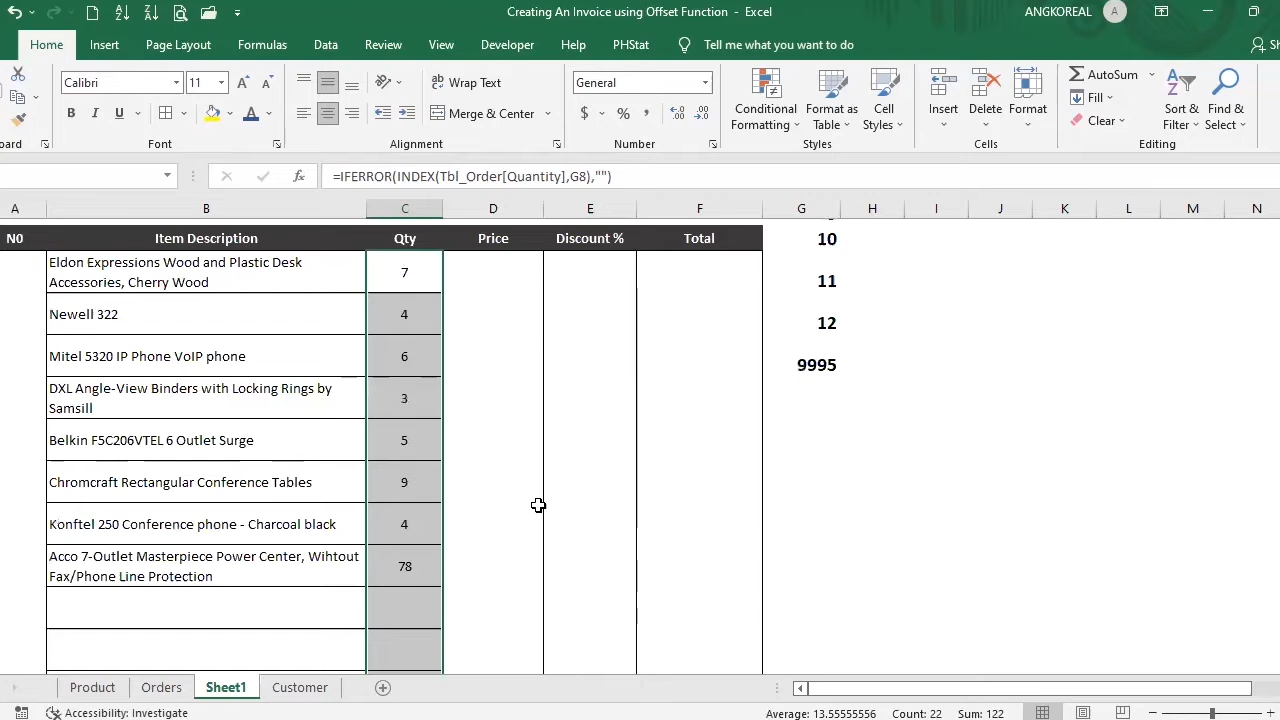 Creating An Invoice using Offset Function - Excel
ANGKOREAL
A
Home
Insert
Page Layout
Formulas
Data
Review
View
Developer
Help
PHStat
Tell me what you want to do
Sh
Calibri
11
Wrap Text
General
Merge & Center
Conditional
Formatting
Format as
Table
Cell
Styles
Insert
Delete
Format
AutoSum
Fill
Clear
Sort &
Filter
Find &
Select
oard
Font
Alignment
Number
Styles
Cells
Editing
=IFERROR(INDEX(Tbl_Order[Quantity],G8),"")
A B C D E F G H I J K L M N
N0 Item Description Qty Price Discount % Total 10
Eldon Expressions Wood and Plastic Desk
Accessories, Cherry Wood
7
11
Newell 322 4
12
Mitel 5320 IP Phone VoIP phone 6
9995
DXL Angle-View Binders with Locking Rings by
Samsill
3
Belkin F5C206VTEL 6 Outlet Surge 5
Chromcraft Rectangular Conference Tables 9
Konftel 250 Conference phone - Charcoal black 4
Acco 7-Outlet Masterpiece Power Center, Wihtout
Fax/Phone Line Protection
78
Product
Orders
Sheet1
Customer
Accessibility: Investigate
Average: 13.55555556 Count: 22 Sum: 122